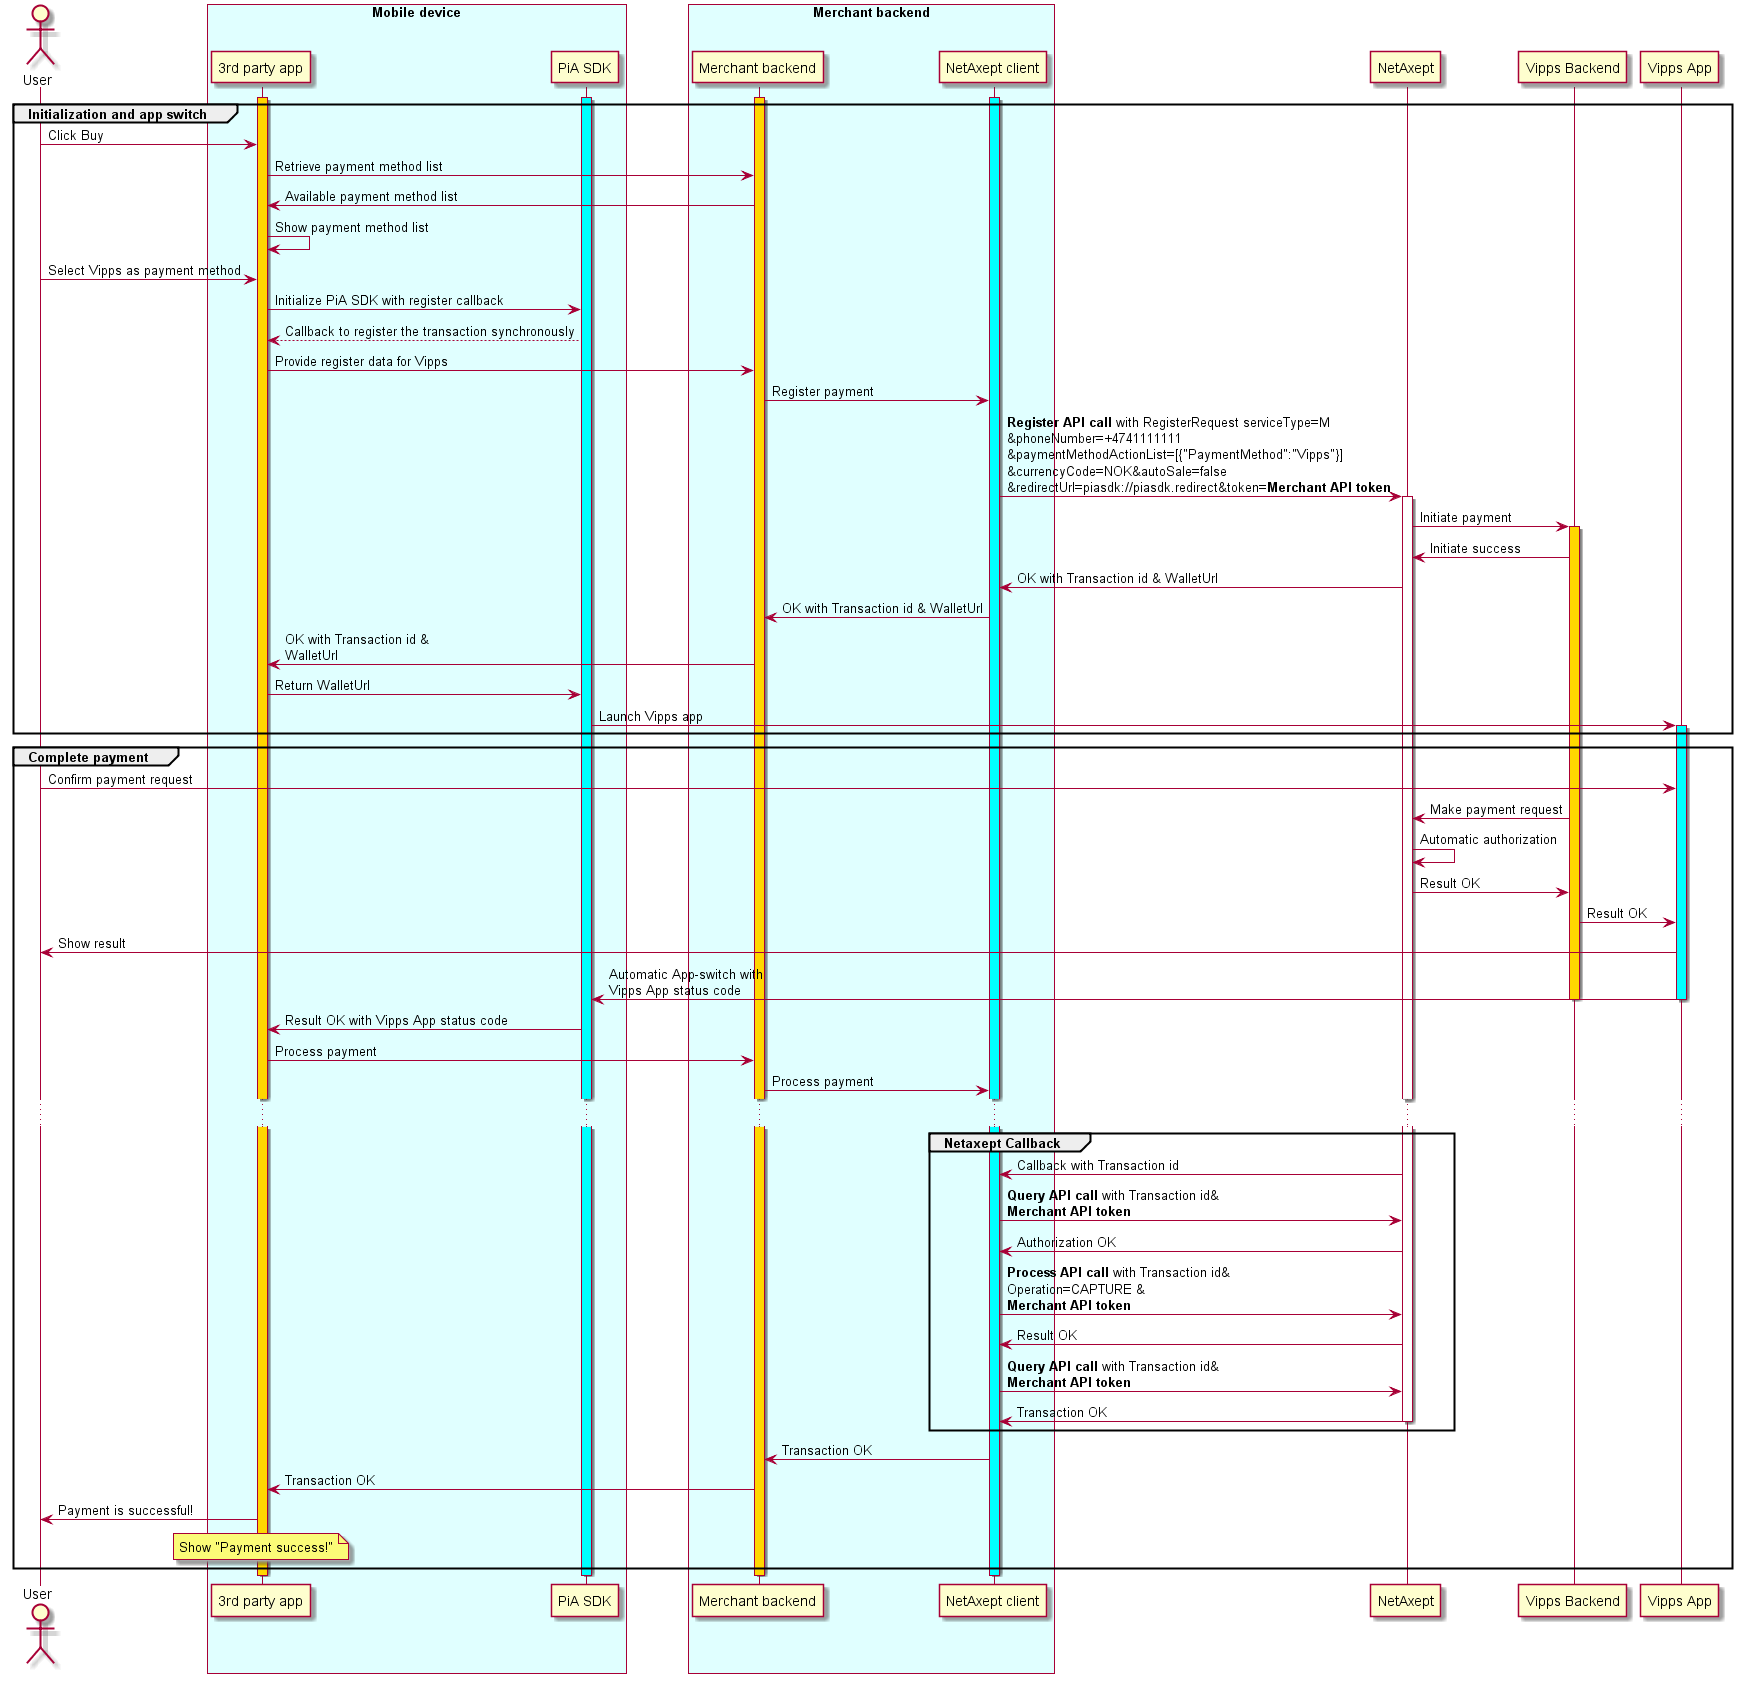 Mobile device
Merchant backend
User
3rd party app
PiA SDK
Merchant backend
NetAxept client
NetAxept
Vipps Backend
Vipps App
Initialization and app switch
Click Buy
Retrieve payment method list
Available payment method list
Show payment method list
Select Vipps as payment method
Initialize PiA SDK with register callback
Callback to register the transaction synchronously
Provide register data for Vipps
Register payment
Register API call with RegisterRequest serviceType=M
&phoneNumber=+4741111111
&paymentMethodActionList=[{"PaymentMethod":"Vipps"}]
&currencyCode=NOK&autoSale=false
&redirectUrl=piasdk://piasdk.redirect&token=Merchant API token
Initiate payment
Initiate success
OK with Transaction id & WalletUrl
OK with Transaction id & WalletUrl
OK with Transaction id &
WalletUrl
Return WalletUrl
Launch Vipps app
Complete payment
Confirm payment request
Make payment request
Automatic authorization
Result OK
Result OK
Show result
Automatic App-switch with
Vipps App status code
Result OK with Vipps App status code
Process payment
Process payment
Netaxept Callback
Callback with Transaction id
Query API call with Transaction id&
Merchant API token
Authorization OK
Process API call with Transaction id&
Operation=CAPTURE &
Merchant API token
Result OK
Query API call with Transaction id&
Merchant API token
Transaction OK
Transaction OK
Transaction OK
Payment is successful!
Show "Payment success!"
User
3rd party app
PiA SDK
Merchant backend
NetAxept client
NetAxept
Vipps Backend
Vipps App